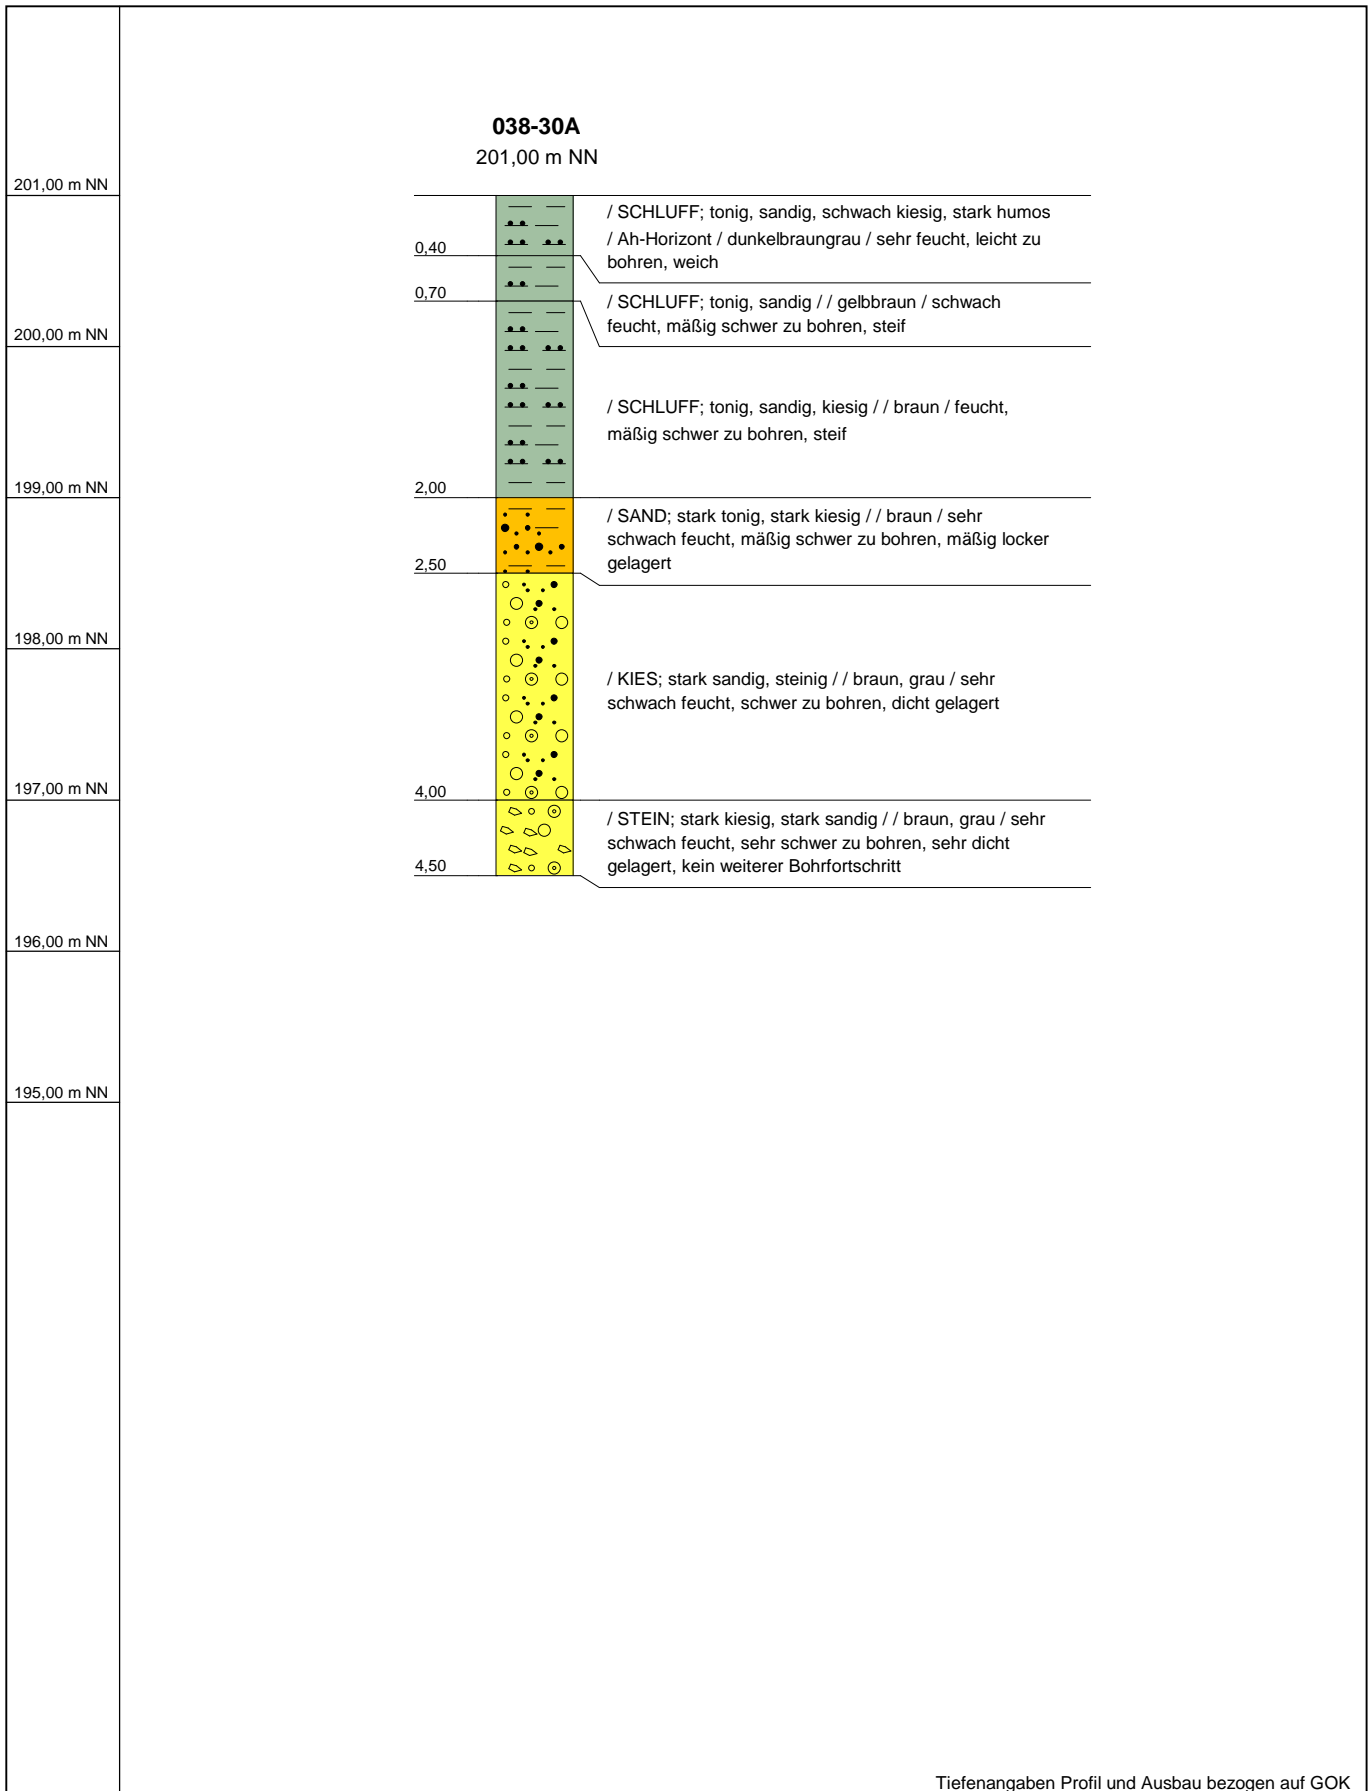 038-30A
201,00 m NN
201,00 m NN
/ SCHLUFF; tonig, sandig, schwach kiesig, stark humos
/ Ah-Horizont / dunkelbraungrau / sehr feucht, leicht zu
bohren, weich
0,40
0,70
/ SCHLUFF; tonig, sandig / / gelbbraun / schwach
feucht, mäßig schwer zu bohren, steif
200,00 m NN
/ SCHLUFF; tonig, sandig, kiesig / / braun / feucht,
mäßig schwer zu bohren, steif
199,00 m NN
2,00
/ SAND; stark tonig, stark kiesig / / braun / sehr
schwach feucht, mäßig schwer zu bohren, mäßig locker
gelagert
2,50
198,00 m NN
/ KIES; stark sandig, steinig / / braun, grau / sehr
schwach feucht, schwer zu bohren, dicht gelagert
197,00 m NN
4,00
/ STEIN; stark kiesig, stark sandig / / braun, grau / sehr
schwach feucht, sehr schwer zu bohren, sehr dicht
gelagert, kein weiterer Bohrfortschritt
4,50
196,00 m NN
195,00 m NN
Tiefenangaben Profil und Ausbau bezogen auf GOK